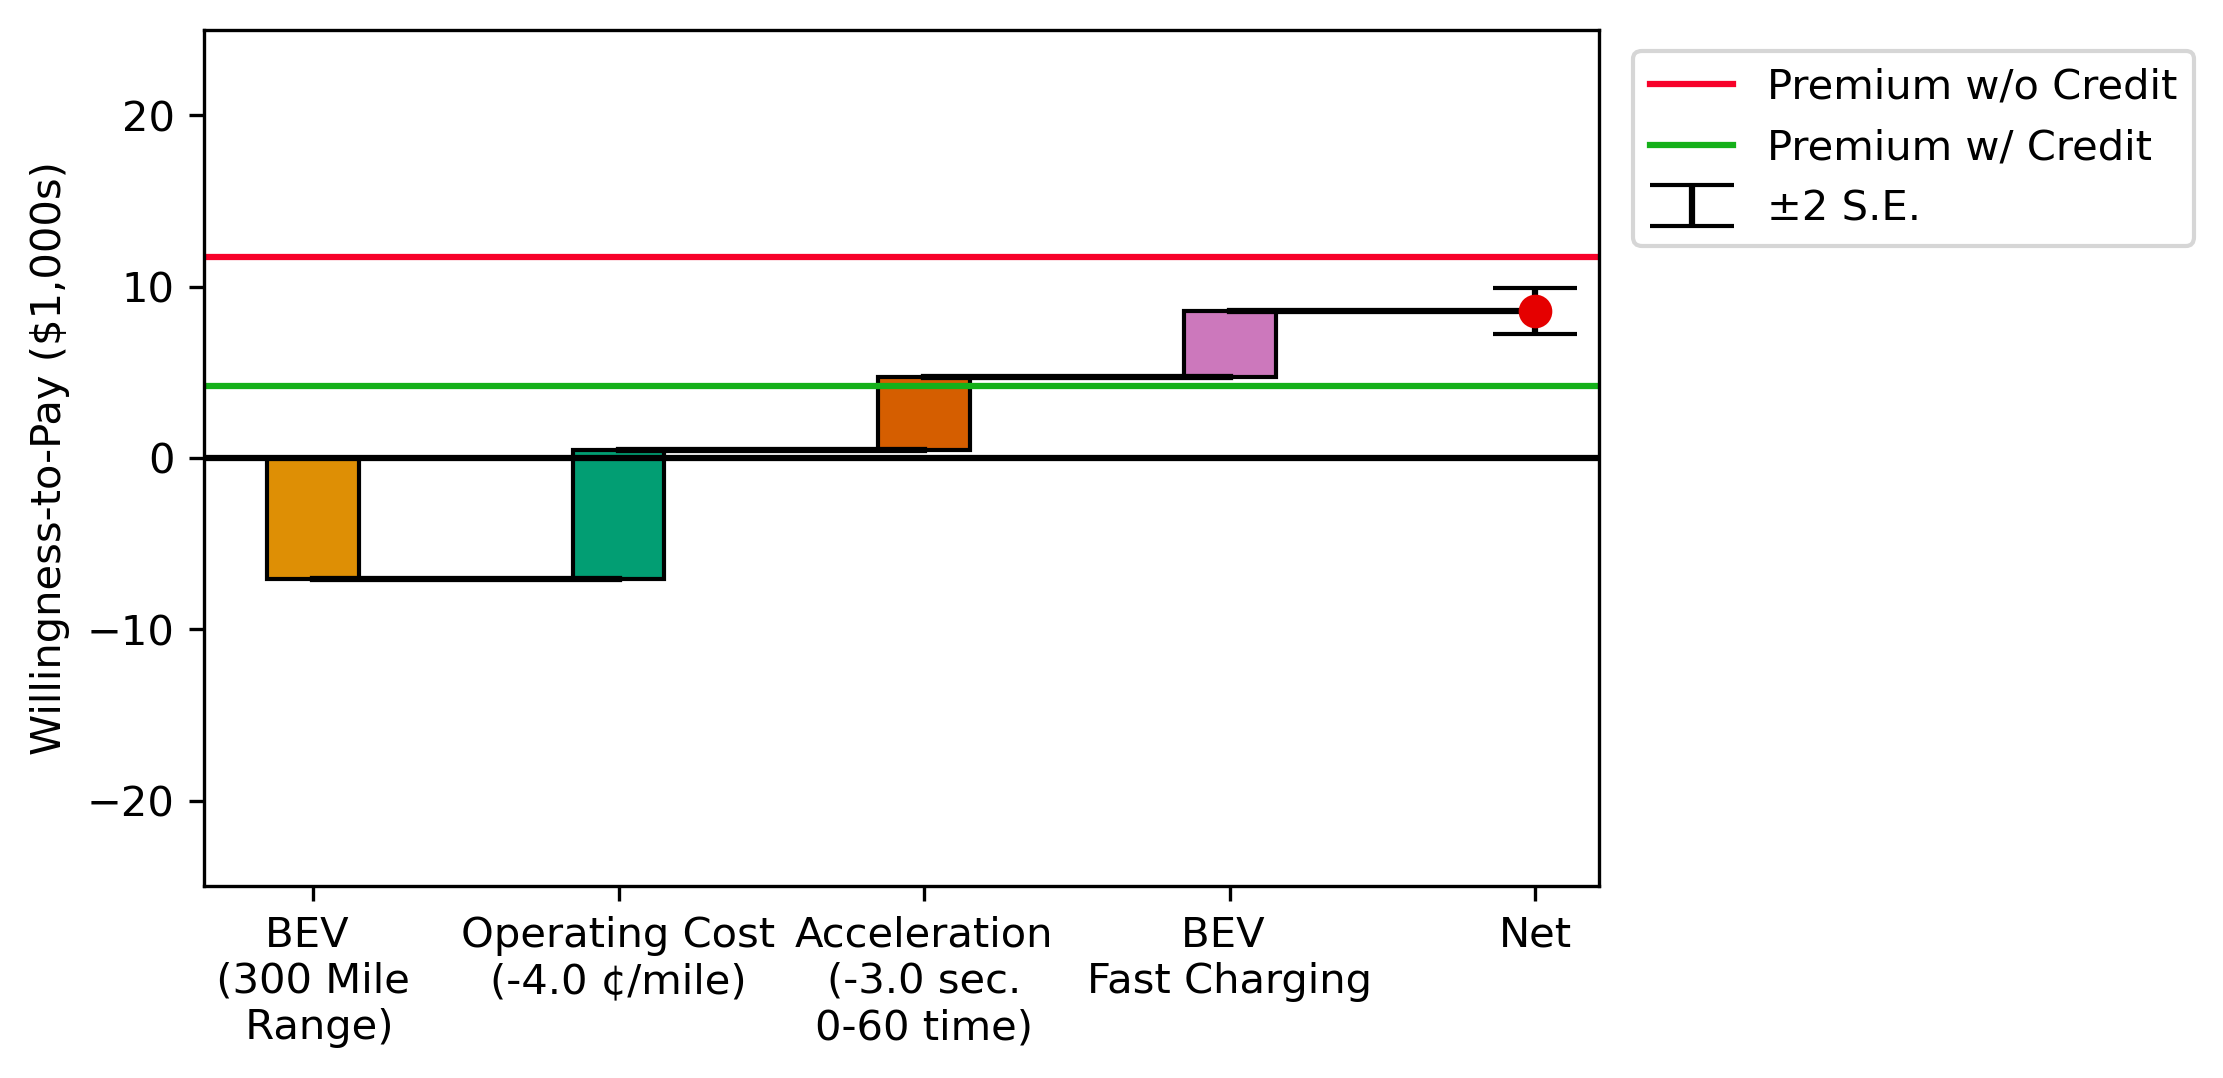 Willingness-to-Pay ($1,000s)
20
10
0
−10
−20
BEV
(300 Mile
Range)
Operating Cost
(-4.0 ¢/mile)
Acceleration
(-3.0 sec.
0-60 time)
BEV
Fast Charging
Net
Premium w/o Credit
Premium w/ Credit
±2 S.E.